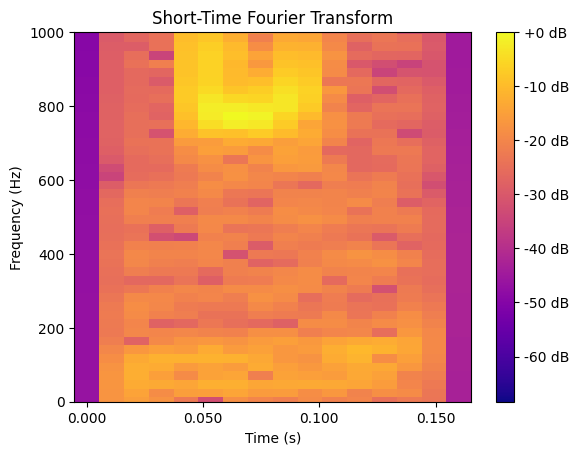 Short-Time Fourier Transform
1000
800
600
400
200
0
Frequency (Hz)
0.000
0.050
0.100
0.150
Time (s)
+0 dB
-10 dB
-20 dB
-30 dB
-40 dB
-50 dB
-60 dB